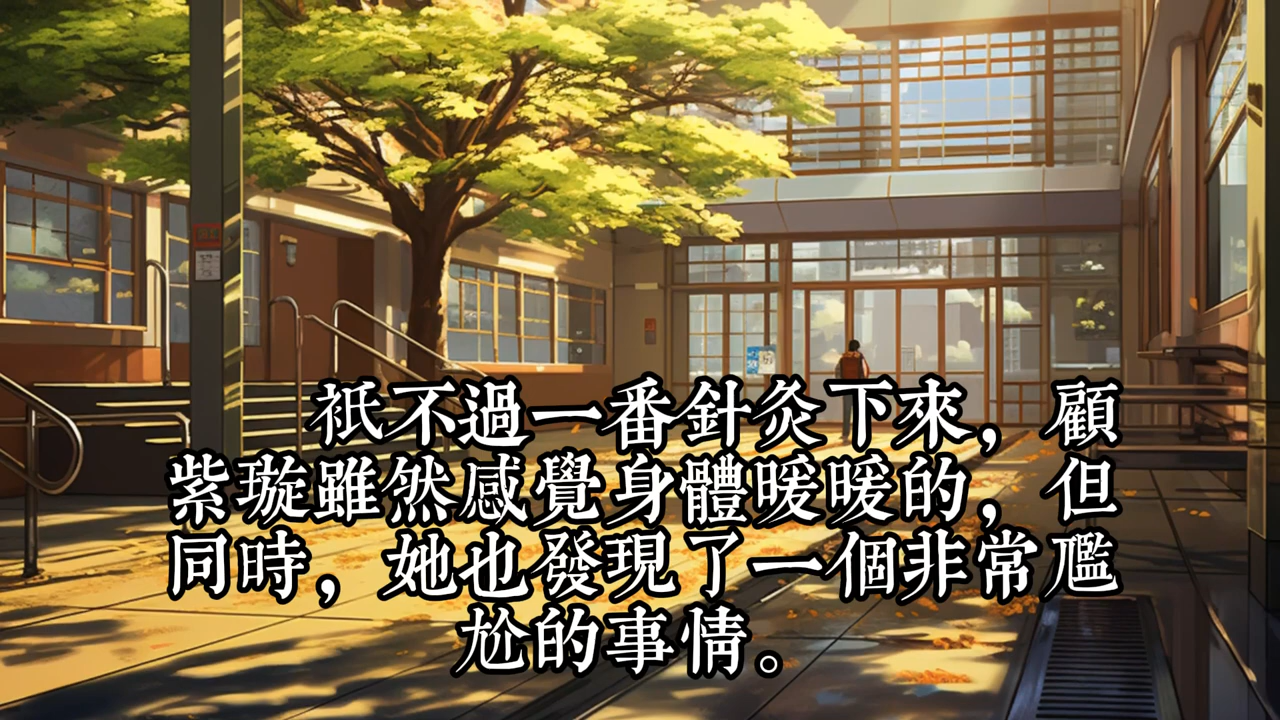 衹不過一番針灸下來，顧
紫璇雖然感覺身體暖暖的，但
同時，她也發現了一個非常尷
尬的事情。